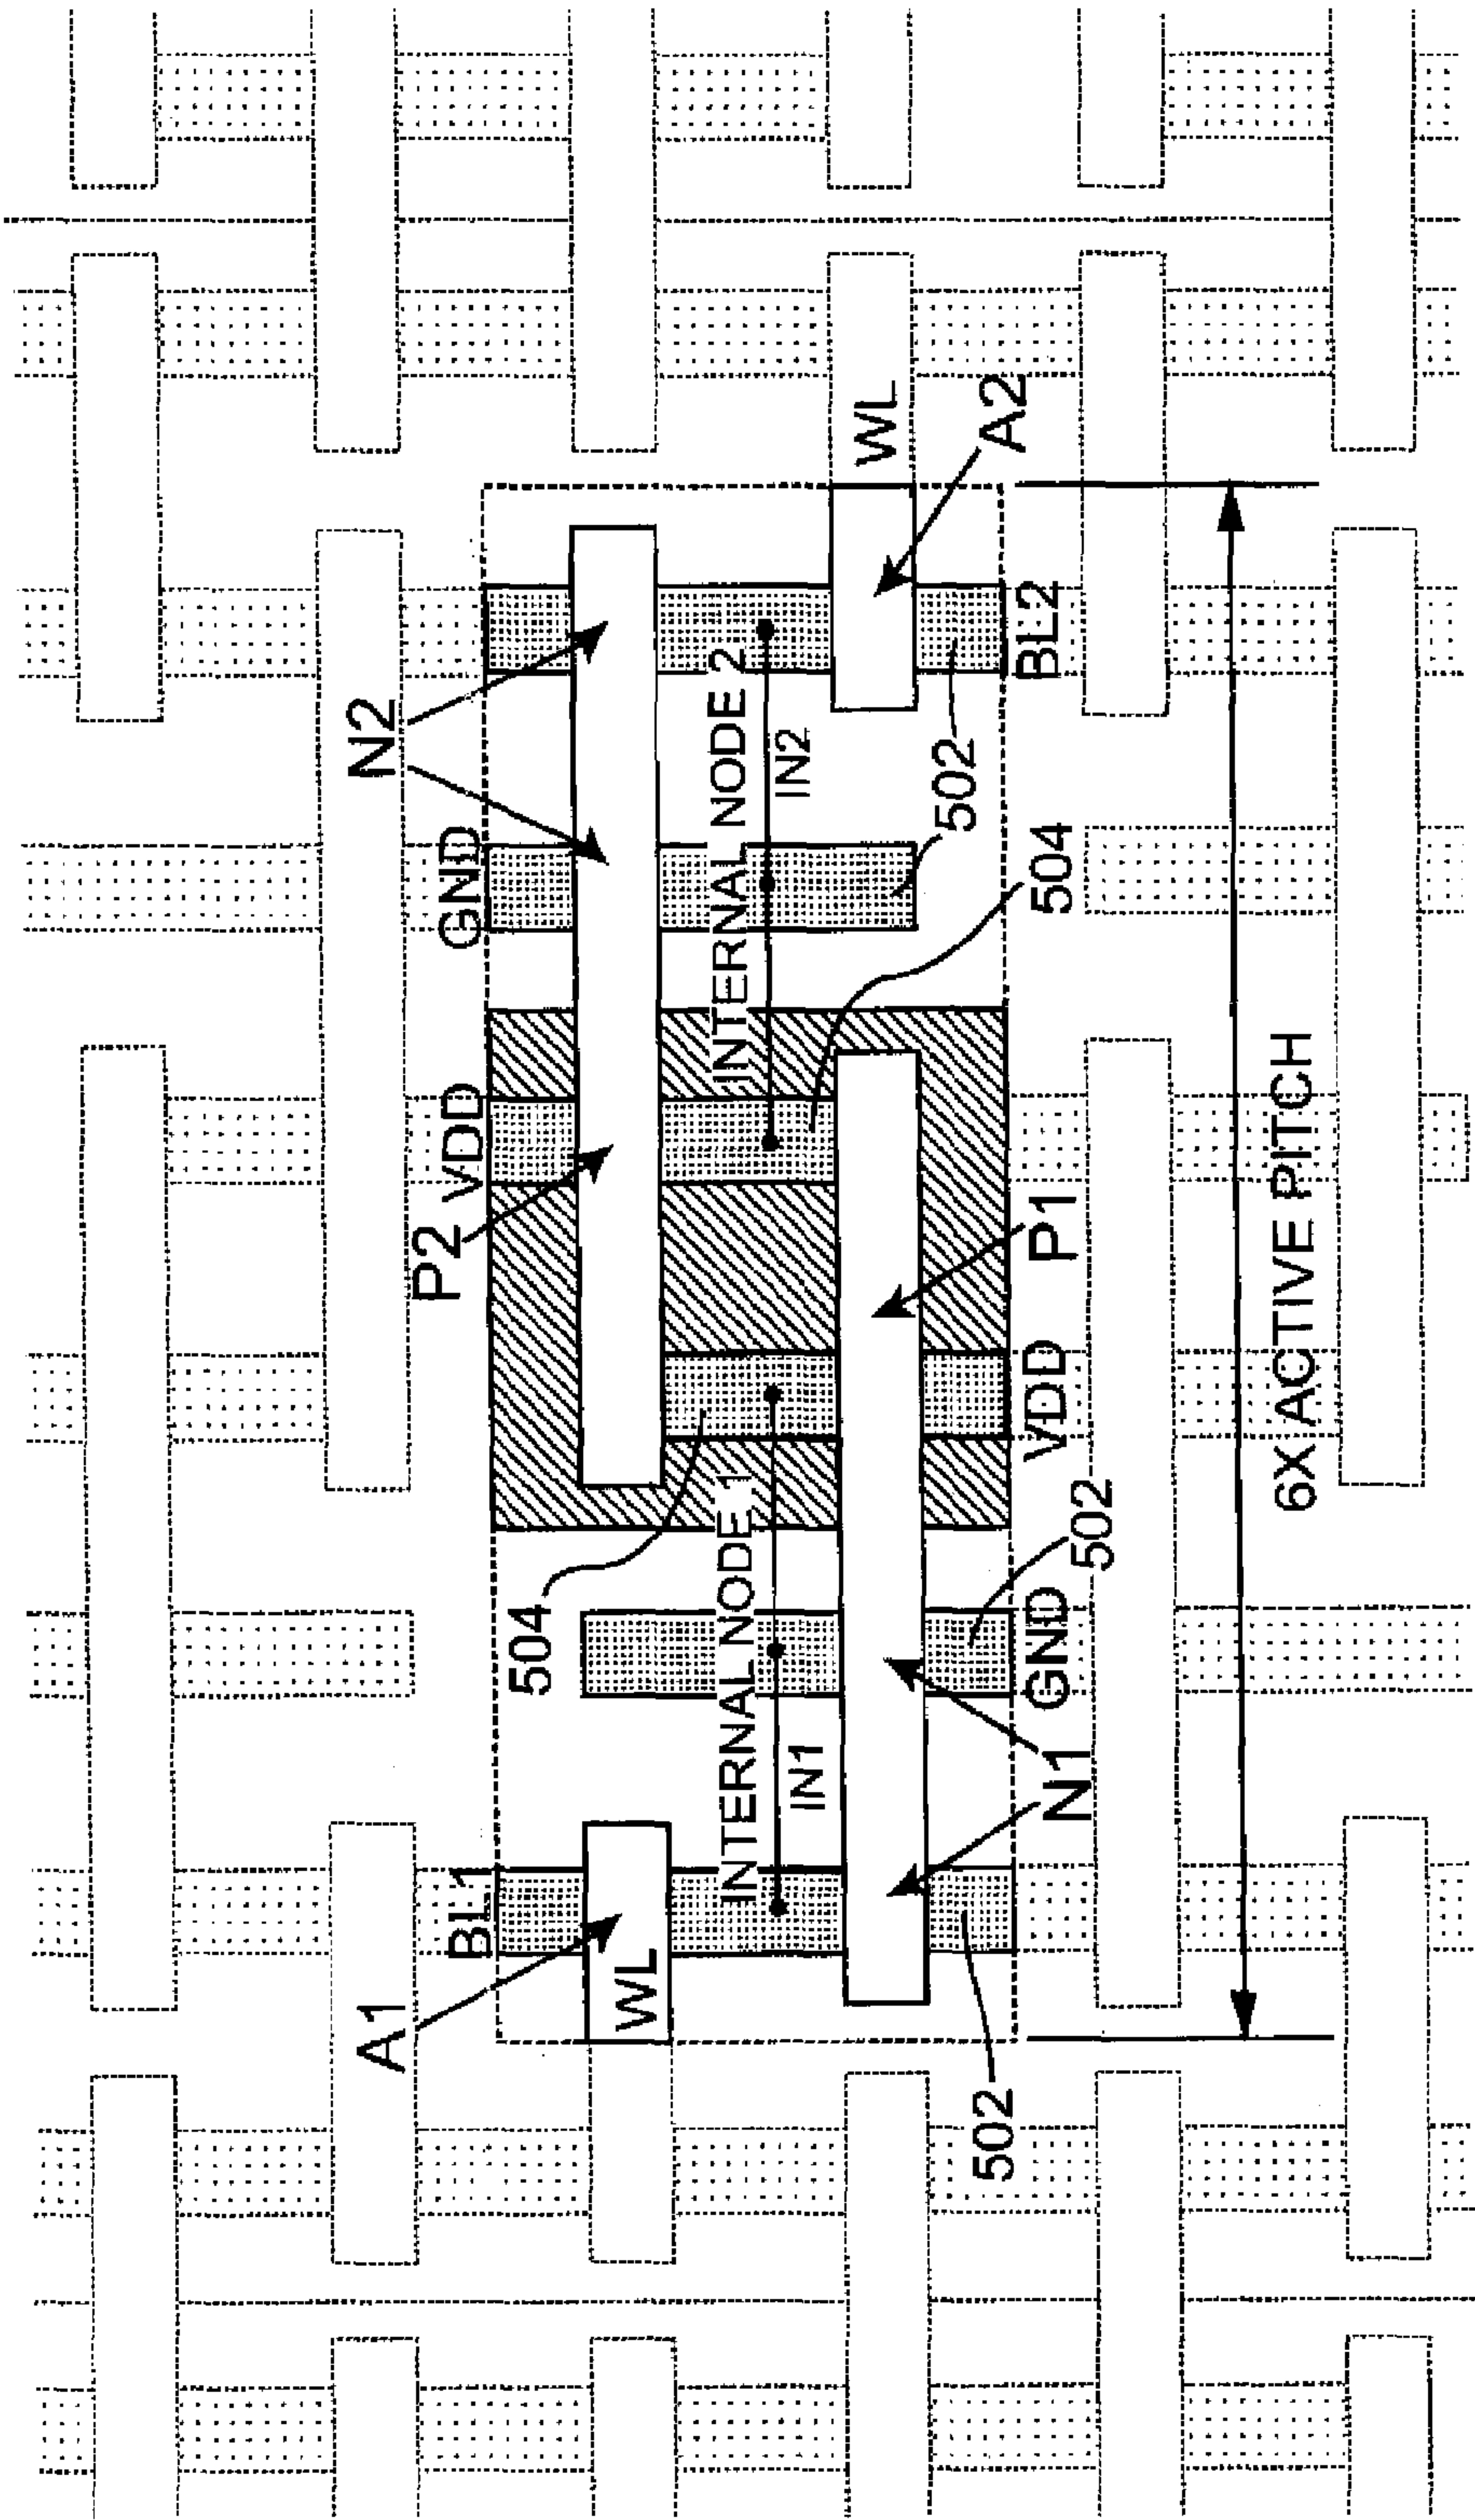 A1
N2
P2
BL1
VDD
GND
504
WL
INTERNAL NODE 1
INTERNAL NODE 2
IN1
IN2
WL
A2
502
502
N1
GND
502
VDD
P1
504
BL2
6X ACTIVE PITCH